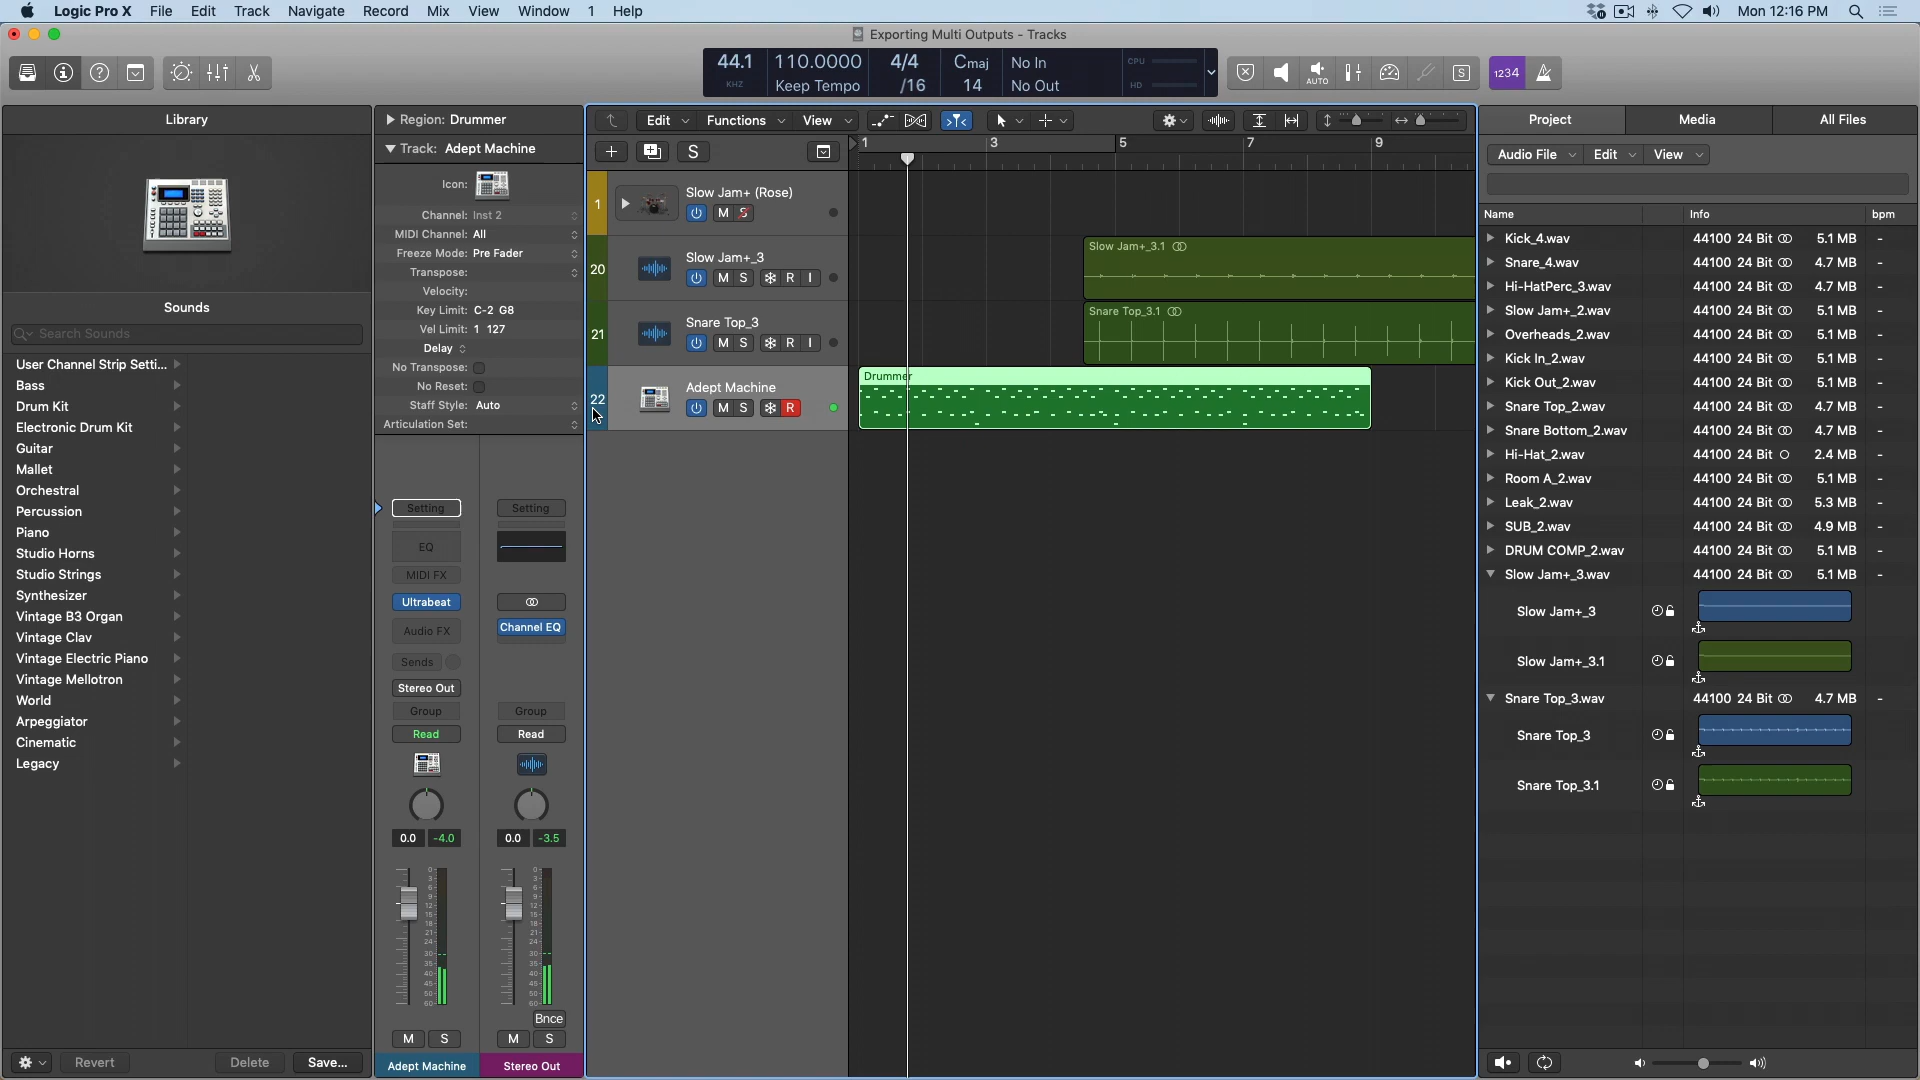 Logic Pro X File Edit Track Navigate Record Mix View Window 1 Help Mon 12:16 PM
Exporting Multi Outputs - Tracks
44.1 110.0000 4/4 Cmaj No In CPU
KHZ Keep Tempo /16 14 No Out HD
AUTO 1234
Library
Sounds
Search Sounds
User Channel Strip Setti...
Bass
Drum Kit
Electronic Drum Kit
Guitar
Mallet
Orchestral
Percussion
Piano
Studio Horns
Studio Strings
Synthesizer
Vintage B3 Organ
Vintage Clav
Vintage Electric Piano
Vintage Mellotron
World
Arpeggiator
Cinematic
Legacy
Revert Delete Save...
Region: Drummer
Track: Adept Machine
Icon:
Channel: Inst 2
MIDI Channel: All
Freeze Mode: Pre Fader
Transpose:
Velocity:
Key Limit: C-2 G8
Vel Limit: 1 127
Delay
No Transpose:
No Reset:
Staff Style: Auto
Articulation Set:
Setting Setting
EQ
MIDI FX
Ultrabeat
Audio FX Channel EQ
Sends
Stereo Out
Group Group
Read Read
0.0 -4.0 0.0 -3.5
Bnce
M S M S
Adept Machine Stereo Out
Edit Functions View
S
1 3 5 7 9
1 Slow Jam+ (Rose)
M S
20 Slow Jam+_3
M S R I
Slow Jam+_3.1
21 Snare Top_3
M S R I
Snare Top_3.1
22 Adept Machine
M S R
Drummer
Project Media All Files
Audio File Edit View
Name Info bpm
Kick_4.wav 44100 24 Bit 5.1 MB -
Snare_4.wav 44100 24 Bit 4.7 MB -
Hi-HatPerc_3.wav 44100 24 Bit 5.1 MB -
Slow Jam+_2.wav 44100 24 Bit 5.1 MB -
Overheads_2.wav 44100 24 Bit 5.1 MB -
Kick In_2.wav 44100 24 Bit 5.1 MB -
Kick Out_2.wav 44100 24 Bit 5.1 MB -
Snare Top_2.wav 44100 24 Bit 4.7 MB -
Snare Bottom_2.wav 44100 24 Bit 4.7 MB -
Hi-Hat_2.wav 44100 24 Bit 2.4 MB -
Room A_2.wav 44100 24 Bit 5.1 MB -
Leak_2.wav 44100 24 Bit 5.3 MB -
SUB_2.wav 44100 24 Bit 4.9 MB -
DRUM COMP_2.wav 44100 24 Bit 5.1 MB -
Slow Jam+_3.wav 44100 24 Bit 5.1 MB -
Slow Jam+_3
Slow Jam+_3.1
Snare Top_3.wav 44100 24 Bit 4.7 MB -
Snare Top_3
Snare Top_3.1